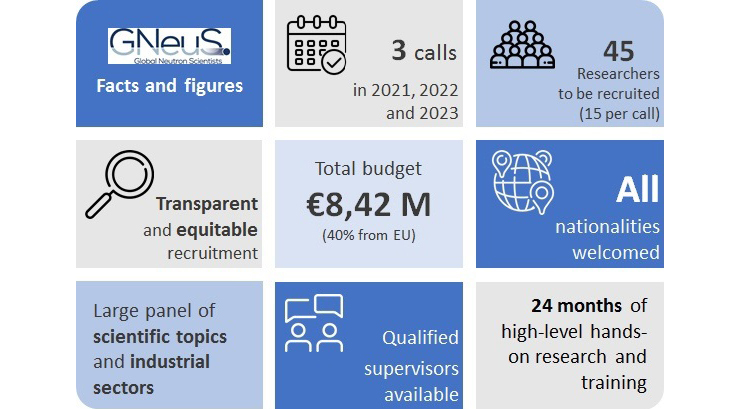 GNeuS.
Global Neutron Scientists
Facts and figures
3 calls
in 2021, 2022
and 2023
45
Researchers
to be recruited
(15 per call)
Transparent
and equitable
recruitment
Total budget
€8,42 M
(40% from EU)
All
nationalities
welcomed
Large panel of
scientific topics
and industrial
sectors
Qualified
supervisors
available
24 months of
high-level hands-
on research and
training